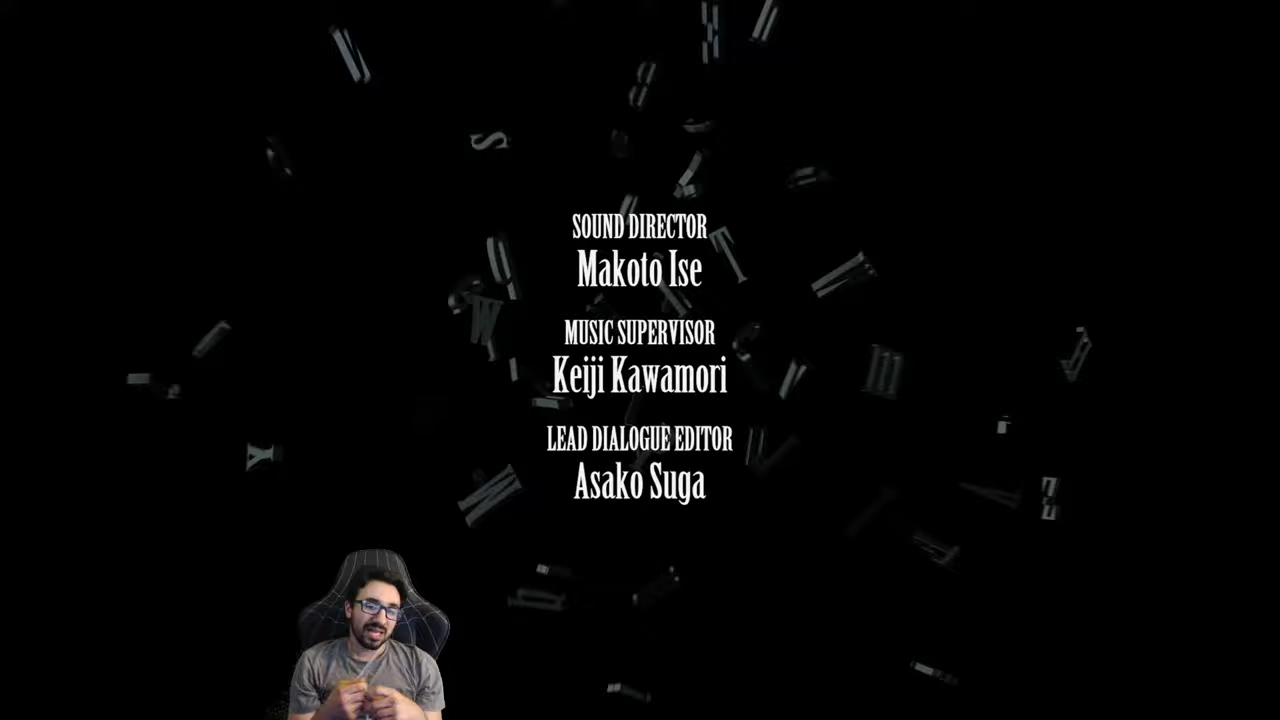 SOUND DIRECTOR
Makoto Ise
MUSIC SUPERVISOR
Keiji Kawamori
LEAD DIALOGUE EDITOR
Asako Suga